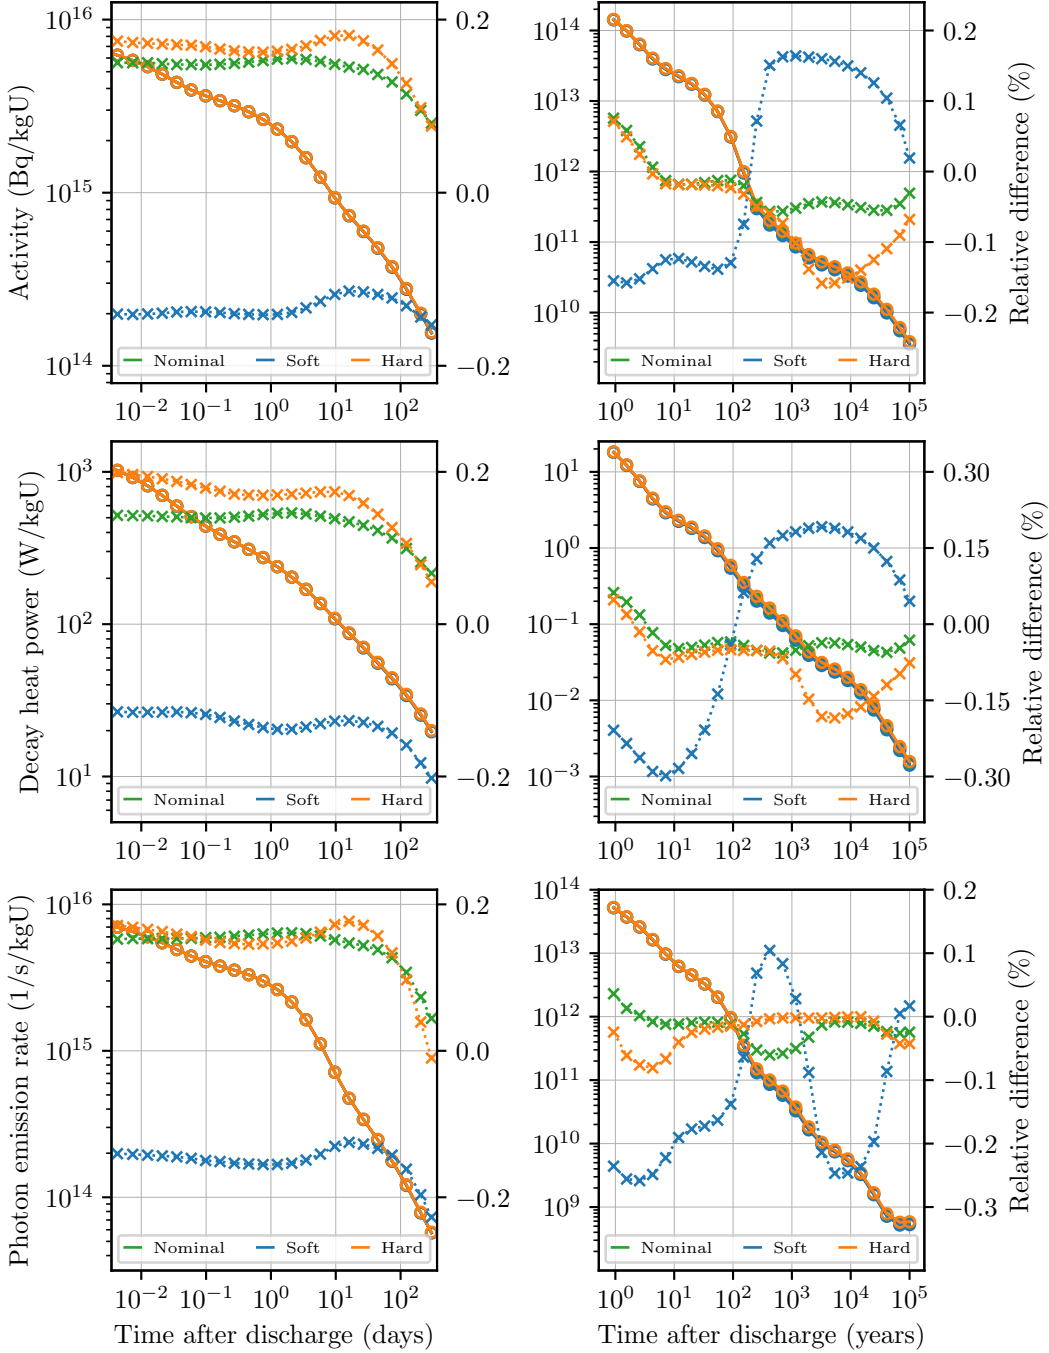 Activity (Bq/kgU)
10^16
10^15
10^14
0.2
0.0
−0.2
Nominal Soft Hard
10^−2 10^−1 10^0 10^1 10^2
10^14
10^13
10^12
10^11
10^10
0.2
0.1
0.0
−0.1
−0.2
Relative difference (%)
Nominal Soft Hard
10^0 10^1 10^2 10^3 10^4 10^5
Decay heat power (W/kgU)
10^3
10^2
10^1
0.2
0.0
−0.2
Nominal Soft Hard
10^−2 10^−1 10^0 10^1 10^2
10^1
10^0
10^−1
10^−2
10^−3
0.30
0.15
0.00
−0.15
−0.30
Relative difference (%)
Nominal Soft Hard
10^0 10^1 10^2 10^3 10^4 10^5
Photon emission rate (1/s/kgU)
10^16
10^15
10^14
0.2
0.0
−0.2
Nominal Soft Hard
10^−2 10^−1 10^0 10^1 10^2
Time after discharge (days)
10^14
10^13
10^12
10^11
10^10
10^9
0.2
0.1
0.0
−0.1
−0.2
−0.3
Relative difference (%)
Nominal Soft Hard
10^0 10^1 10^2 10^3 10^4 10^5
Time after discharge (years)